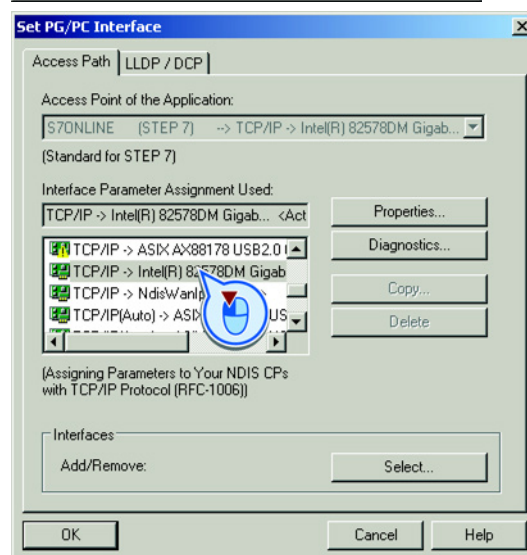 Set PG/PC Interface
Access Path LLDP / DCP
Access Point of the Application:
S7ONLINE (STEP 7) --> TCP/IP -> Intel(R) 82578DM Gigab...
(Standard for STEP 7)
Interface Parameter Assignment Used:
TCP/IP -> Intel(R) 82578DM Gigab... <Act
Properties...
TCP/IP -> ASIX AX88178 USB2.0
Diagnostics...
TCP/IP -> Intel(R) 82578DM Gigab
TCP/IP -> NdisWanIp
Copy...
TCP/IP(Auto) -> ASIX US
Delete
(Assigning Parameters to Your NDIS CPs
with TCP/IP Protocol (RFC-1006))
Interfaces
Add/Remove:
Select...
OK
Cancel
Help